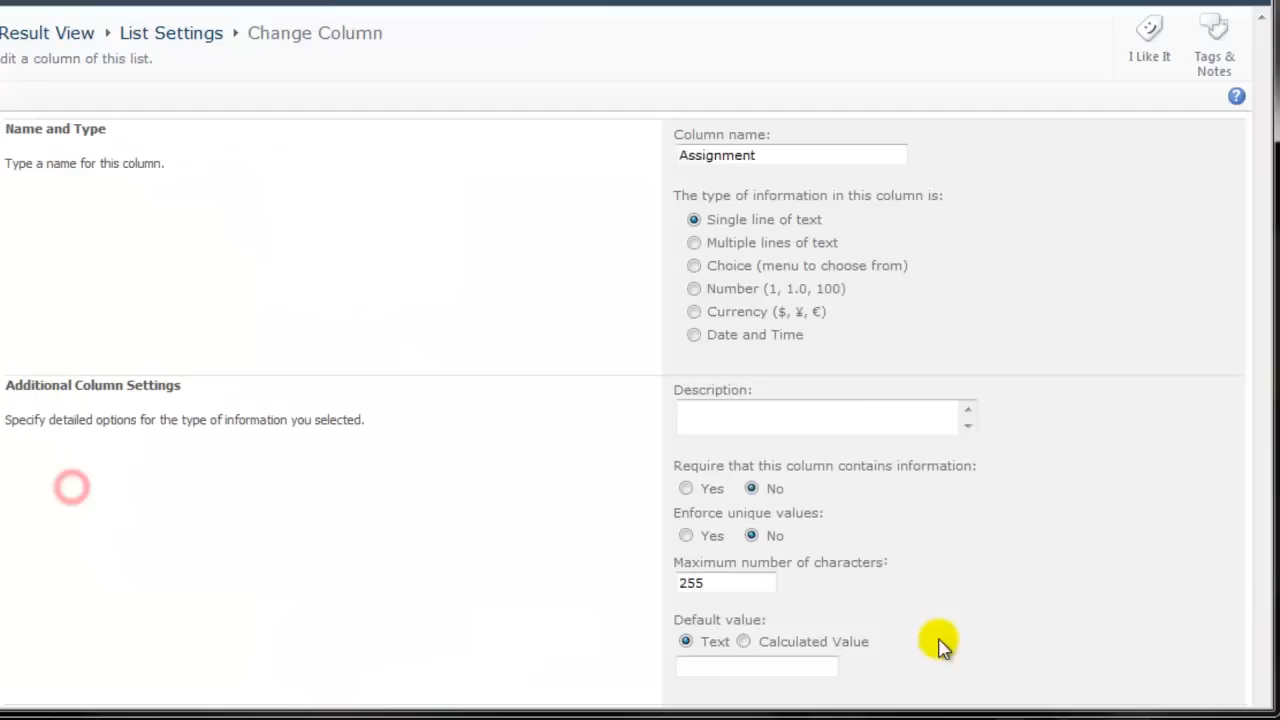 Result View ▸ List Settings ▸ Change Column
dit a column of this list.
I Like It
Tags &
Notes
Name and Type
Type a name for this column.
Column name:
Assignment
The type of information in this column is:
Single line of text
Multiple lines of text
Choice (menu to choose from)
Number (1, 1.0, 100)
Currency ($, ¥, €)
Date and Time
Additional Column Settings
Specify detailed options for the type of information you selected.
Description:
Require that this column contains information:
Yes No
Enforce unique values:
Yes No
Maximum number of characters:
255
Default value:
Text Calculated Value